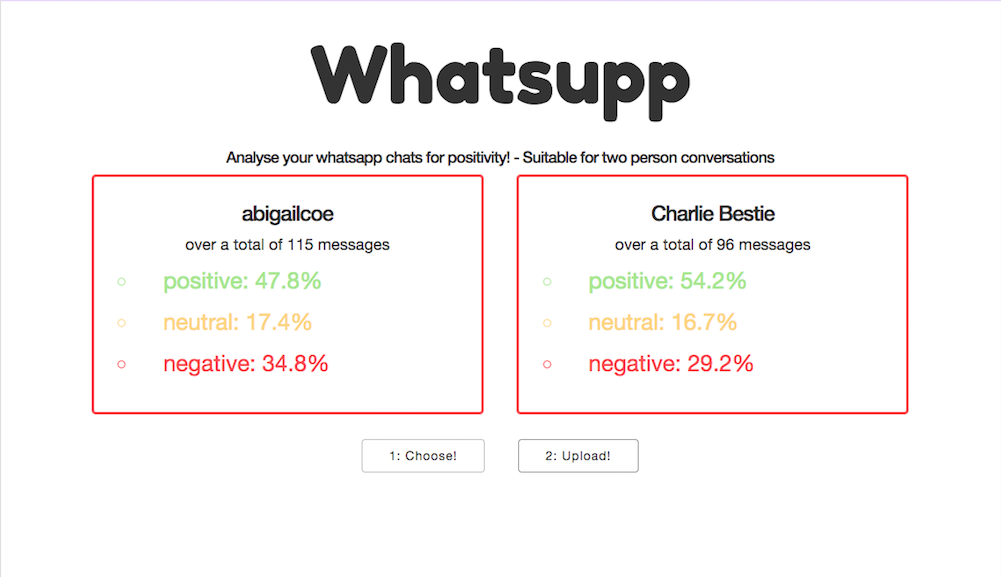 Whatsupp
Analyse your whatsapp chats for positivity! - Suitable for two person conversations
abigailcoe
over a total of 115 messages
positive: 47.8%
neutral: 17.4%
negative: 34.8%
Charlie Bestie
over a total of 96 messages
positive: 54.2%
neutral: 16.7%
negative: 29.2%
1: Choose!
2: Upload!